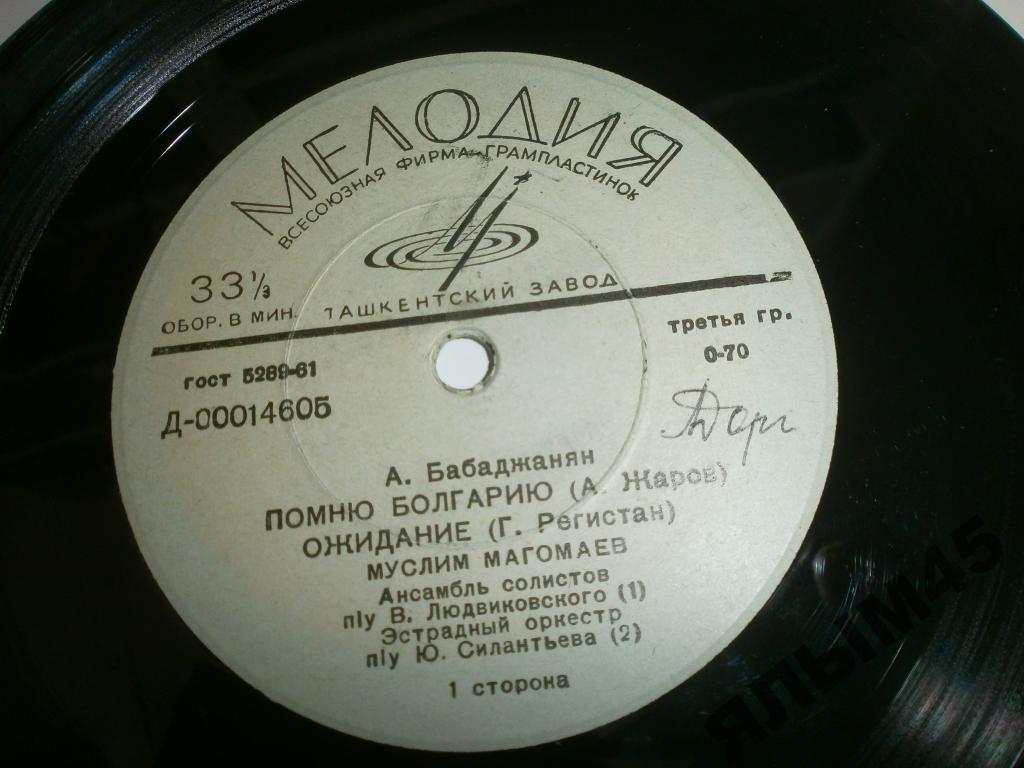 МЕЛОДИЯ
ВСЕСОЮЗНАЯ ФИРМА ГРАМПЛАСТИНОК
33⅓
ОБОР. В МИН.
ТАШКЕНТСКИЙ ЗАВОД
третья гр.
0-70
гост 5289-61
Д-00014605
А. Бабаджанян
ПОМНЮ БОЛГАРИЮ (А. Жаров)
ОЖИДАНИЕ (Г. Регистан)
МУСЛИМ МАГОМАЕВ
Ансамбль солистов
п/у В. Людвиковского (1)
Эстрадный оркестр
п/у Ю. Силантьева (2)
1 сторона
ЯЛЫМ45